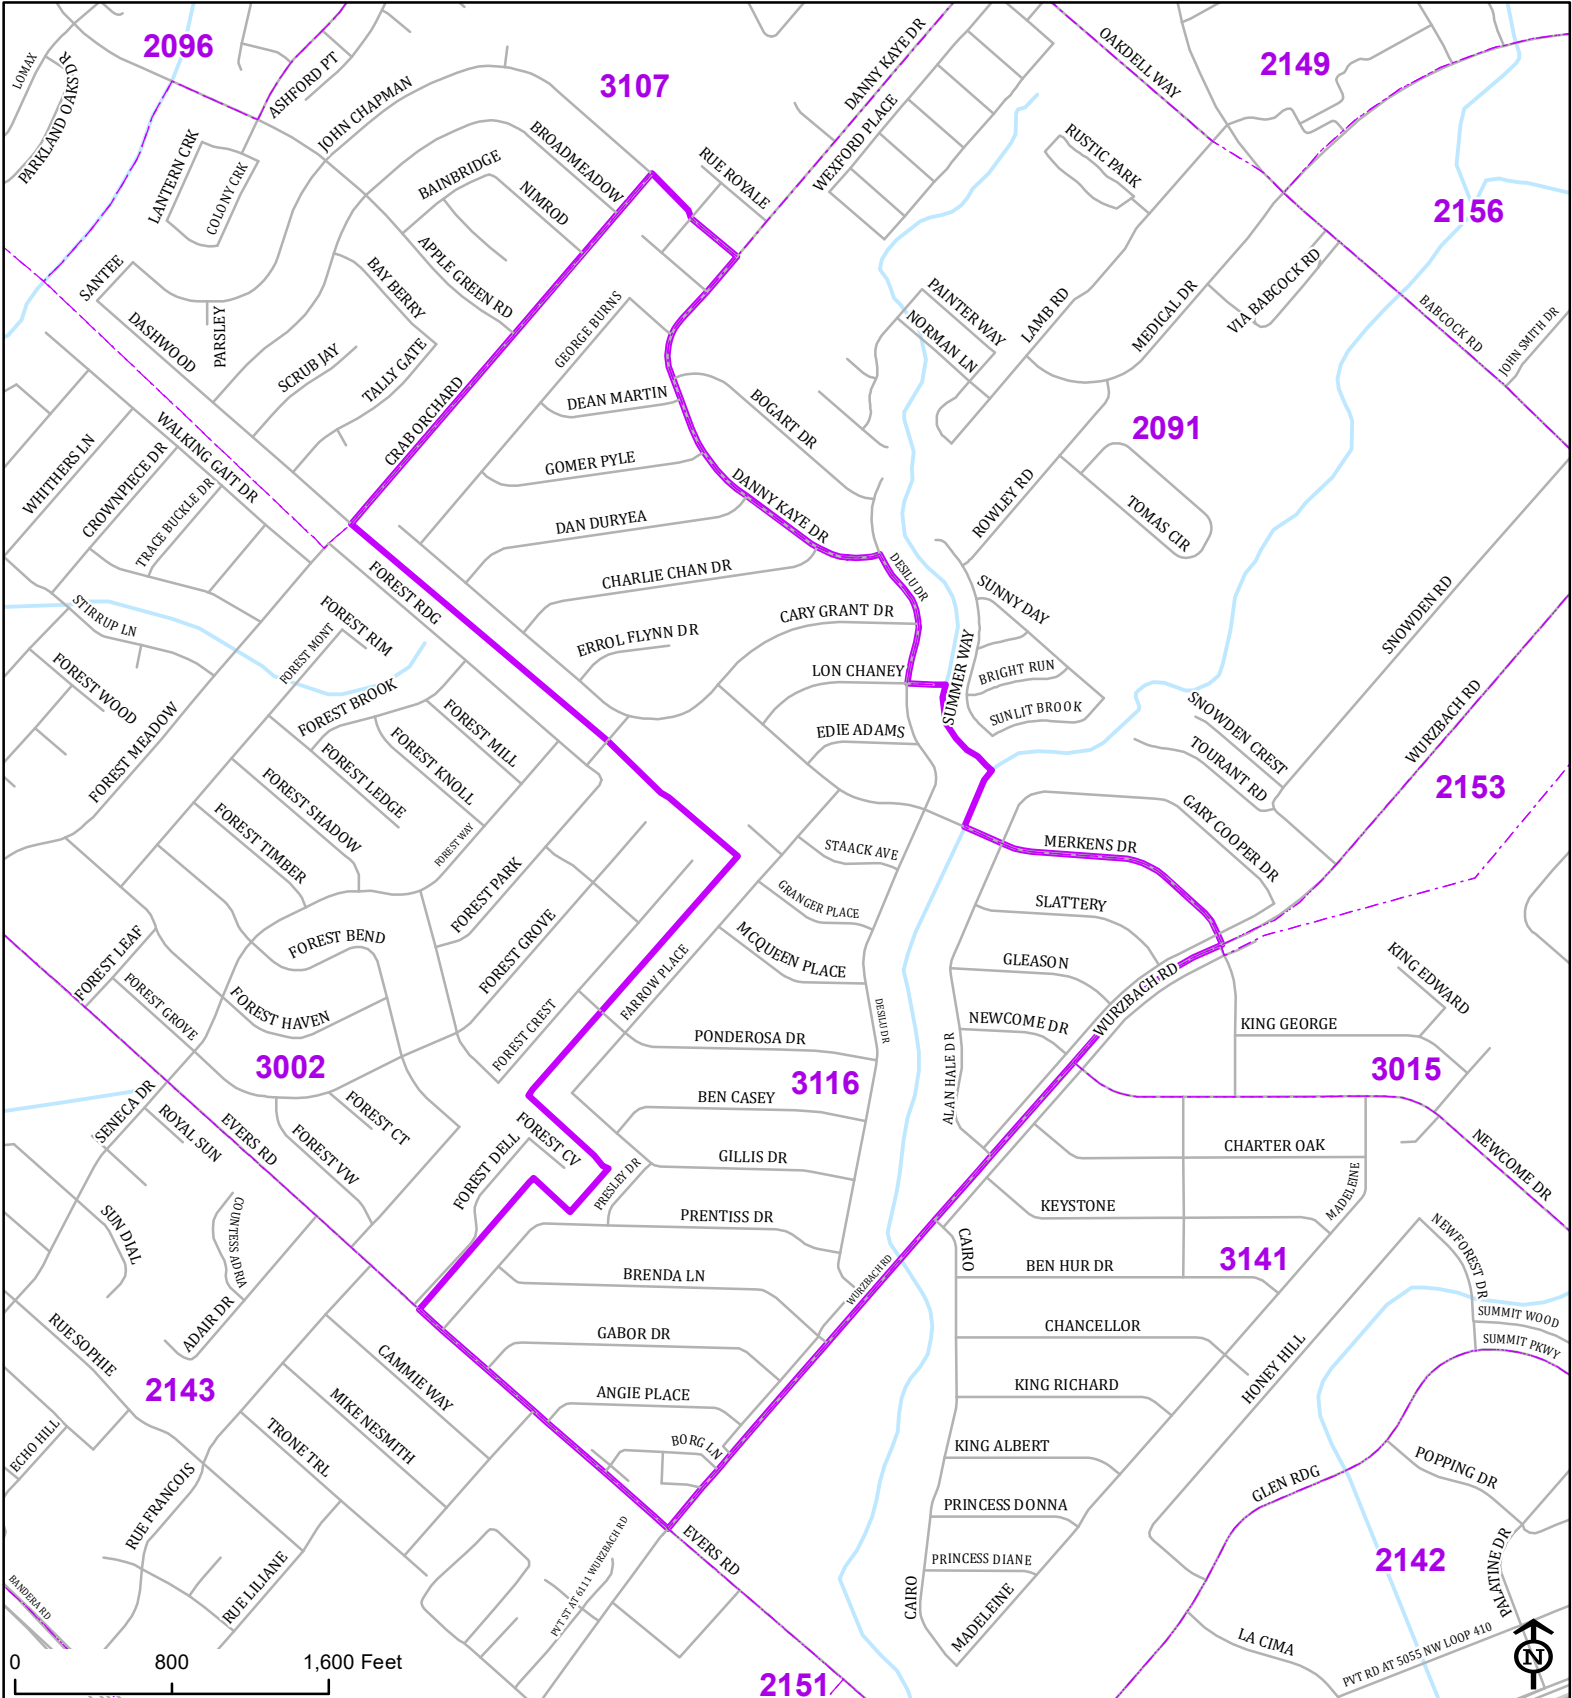 2096
3107
2149
2156
2091
2153
3002
3116
3015
3141
2143
2142
2151
LOMAX
PARKLAND OAKS DR
ASHFORD PT
JOHN CHAPMAN
LANTERN CRK
COLONY CRK
BAINBRIDGE
BROADMEADOW
NIMROD
RUE ROYALE
DANNY KAYE DR
WEXFORD PLACE
OAKDELL WAY
RUSTIC PARK
SANTEE
DASHWOOD
PARSLEY
BAY BERRY
APPLE GREEN RD
SCRUB JAY
TALLY GATE
CRAB ORCHARD
GEORGE BURNS
DEAN MARTIN
GOMER PYLE
DAN DURYEA
CHARLIE CHAN DR
ERROL FLYNN DR
CARY GRANT DR
LON CHANEY
EDIE ADAMS
BOGART DR
DANNY KAYE DR
DESILU DR
PAINTER WAY
NORMAN LN
LAMB RD
MEDICAL DR
VIA BABCOCK RD
BABCOCK RD
JOHN SMITH DR
ROWLEY RD
TOMAS CIR
SUNNY DAY
SUMMER WAY
BRIGHT RUN
SUNLIT BROOK
SNOWDEN RD
WURZBACH RD
SNOWDEN CREST
TOURANT RD
GARY COOPER DR
WHITHERS LN
CROWNPIECE DR
TRACE BUCKLE DR
WALKING GAIT DR
STIRRUP LN
FOREST WOOD
FOREST MEADOW
FOREST RDG
FOREST RIM
FOREST MONT
FOREST BROOK
FOREST MILL
FOREST KNOLL
FOREST LEDGE
FOREST SHADOW
FOREST TIMBER
FOREST WAY
FOREST PARK
FOREST GROVE
FOREST BEND
FOREST HAVEN
FOREST LEAF
FOREST GROVE
FOREST CREST
FARROW PLACE
STAACK AVE
GRANGER PLACE
MCQUEEN PLACE
MERKENS DR
SLATTERY
GLEASON
NEWCOME DR
WURZBACH RD
KING EDWARD
KING GEORGE
DESILU DR
ALAN HALE DR
PONDEROSA DR
BEN CASEY
GILLIS DR
PRENTISS DR
BRENDA LN
GABOR DR
ANGIE PLACE
BORG LN
PRESLEY DR
FOREST CV
FOREST DELL
FOREST CT
FOREST VW
SENECA DR
ROYAL SUN
EVERS RD
SUN DIAL
COUNTESS ADRIA
ADAIR DR
RUE SOPHIE
CAMMIE WAY
MIKE NESMITH
TRONE TRL
ECHO HILL
RUE FRANCOIS
RUE LILIANE
BANDERA RD
PVT ST AT 6111 WURZBACH RD
EVERS RD
WURZBACH RD
CAIRO
CHARTER OAK
KEYSTONE
MADELEINE
NEWCOME DR
BEN HUR DR
CHANCELLOR
KING RICHARD
KING ALBERT
PRINCESS DONNA
PRINCESS DIANE
CAIRO
MADELEINE
HONEY HILL
NEWFOREST DR
SUMMIT WOOD
SUMMIT PKWY
GLEN RDG
POPPING DR
PALATINE DR
LA CIMA
PVT RD AT 5055 NW LOOP 410
0 800 1,600 Feet
N